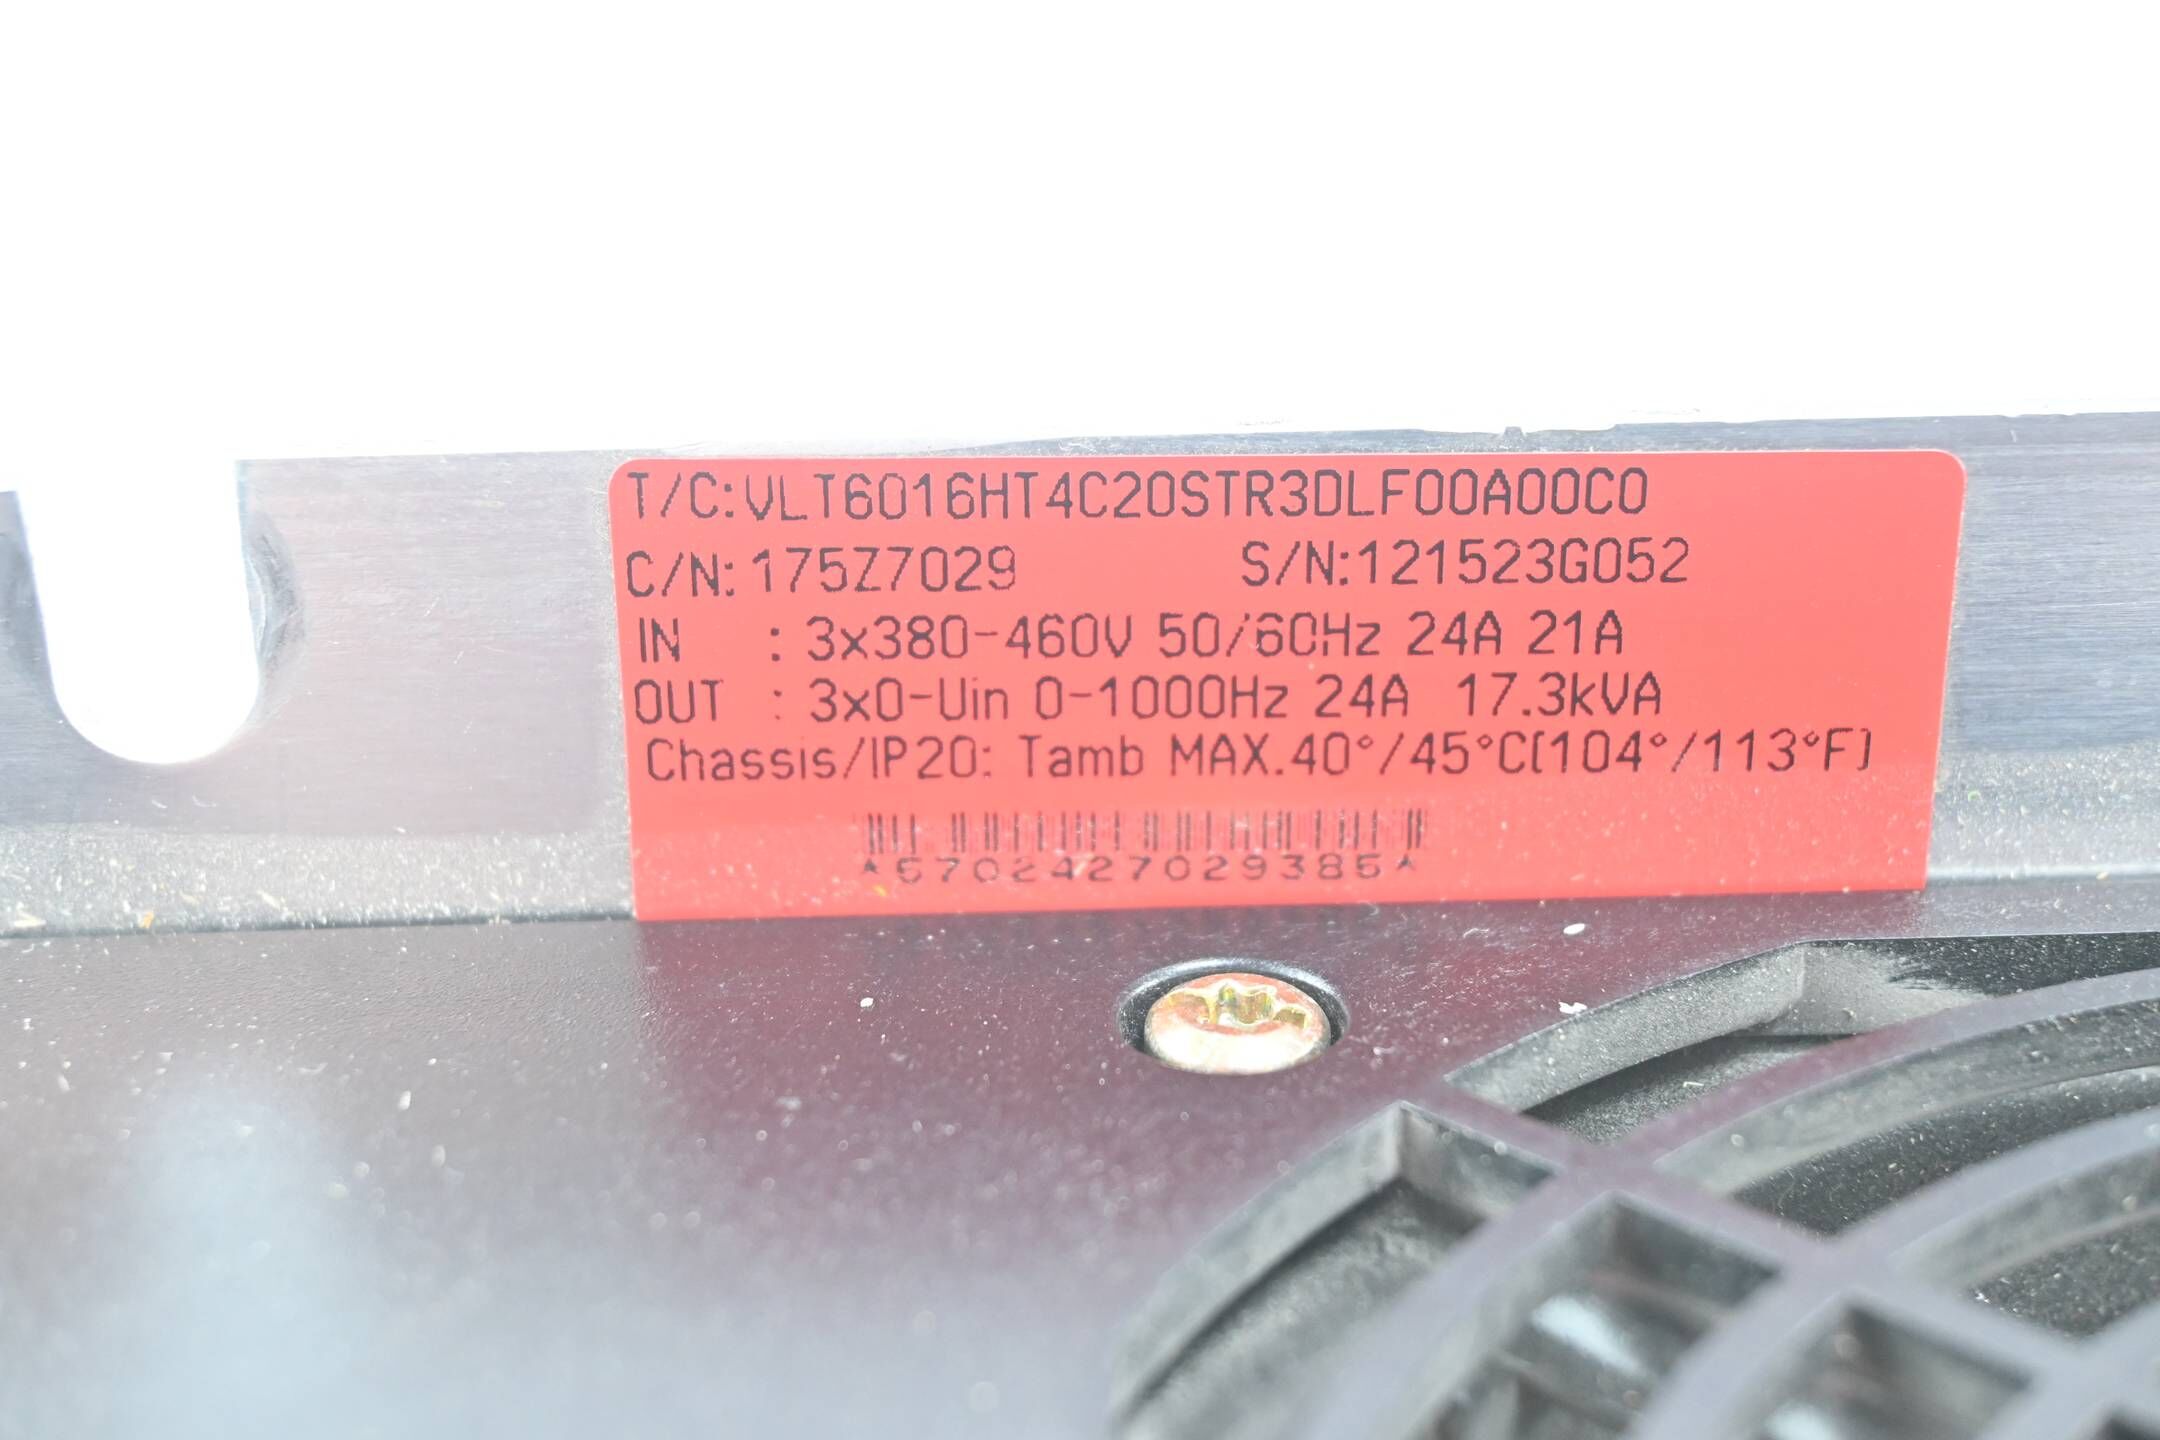 T/C:VLT6016HT4C20STR3DLF00A00C0
C/N: 175Z7029 S/N:121523G052
IN : 3x380-460V 50/60Hz 24A 21A
OUT : 3x0-Uin 0-1000Hz 24A 17.3kVA
Chassis/IP20: Tamb MAX.40°/45°C(104°/113°F)
*5702427029385*